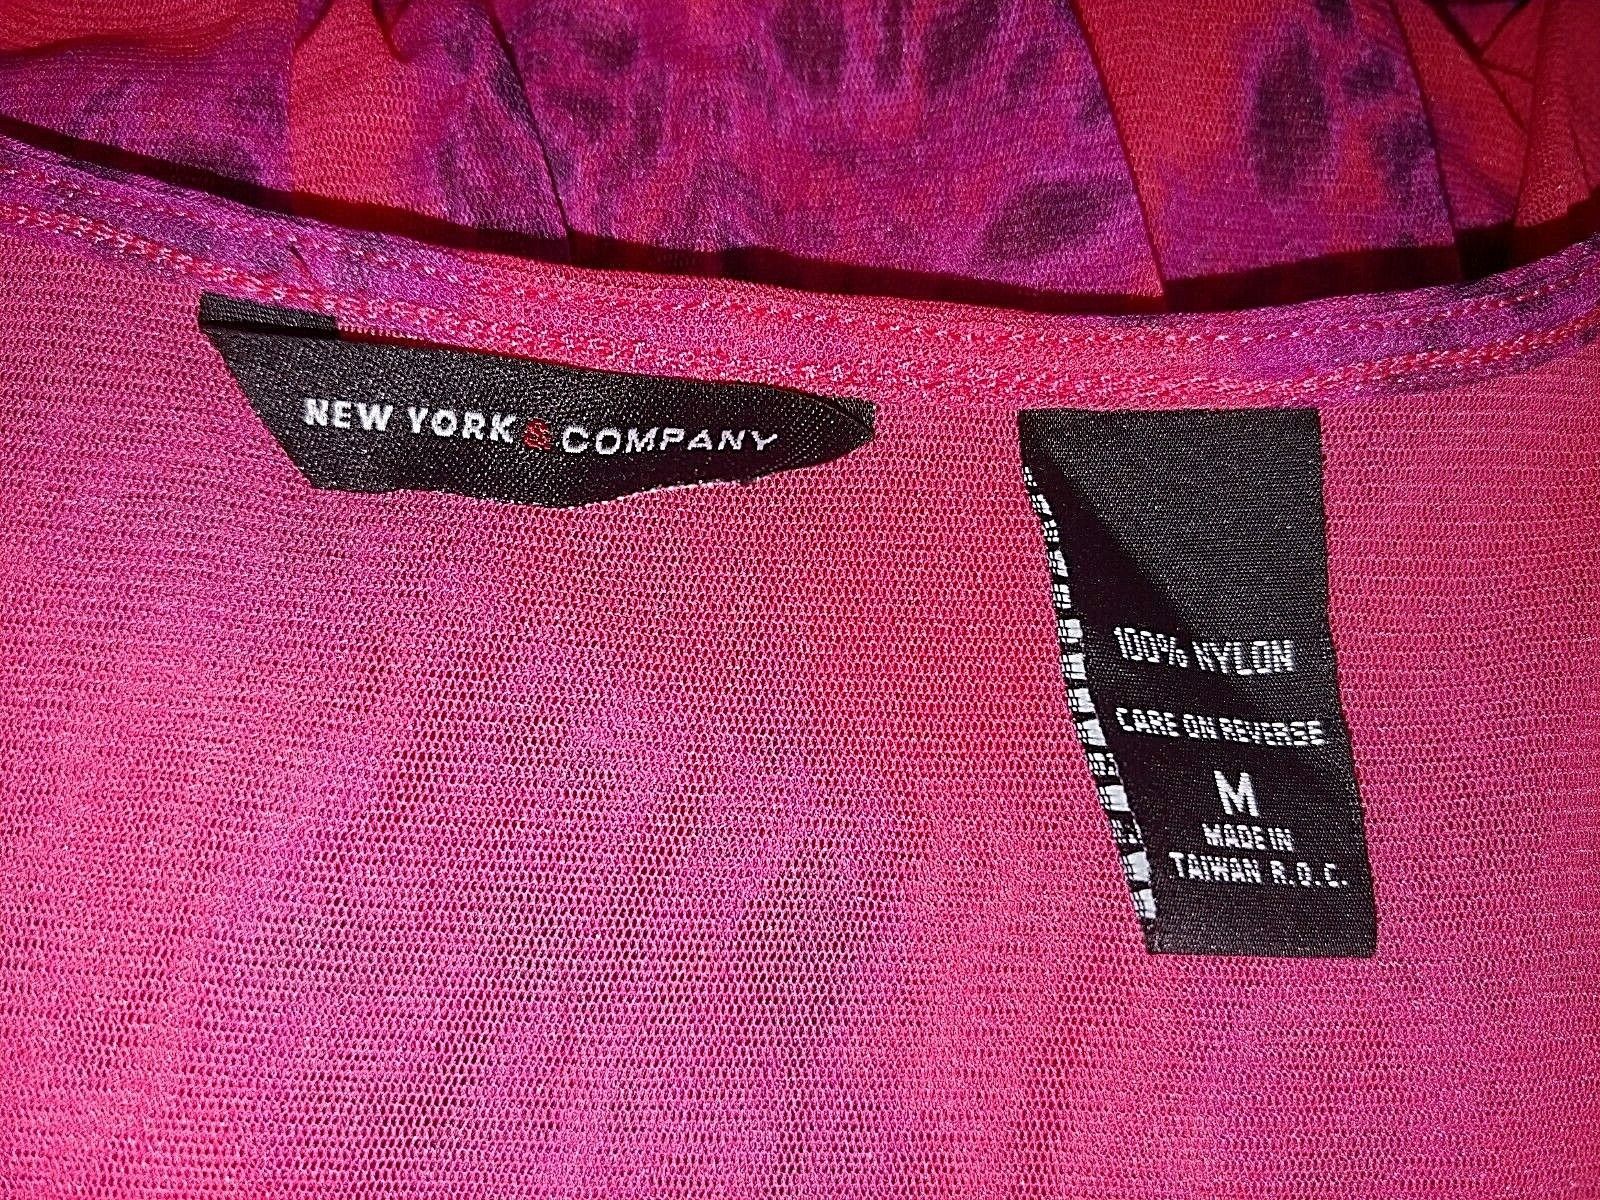 NEW YORK & COMPANY
100% NYLON
CARE ON REVERSE
M
MADE IN
TAIWAN R.O.C.